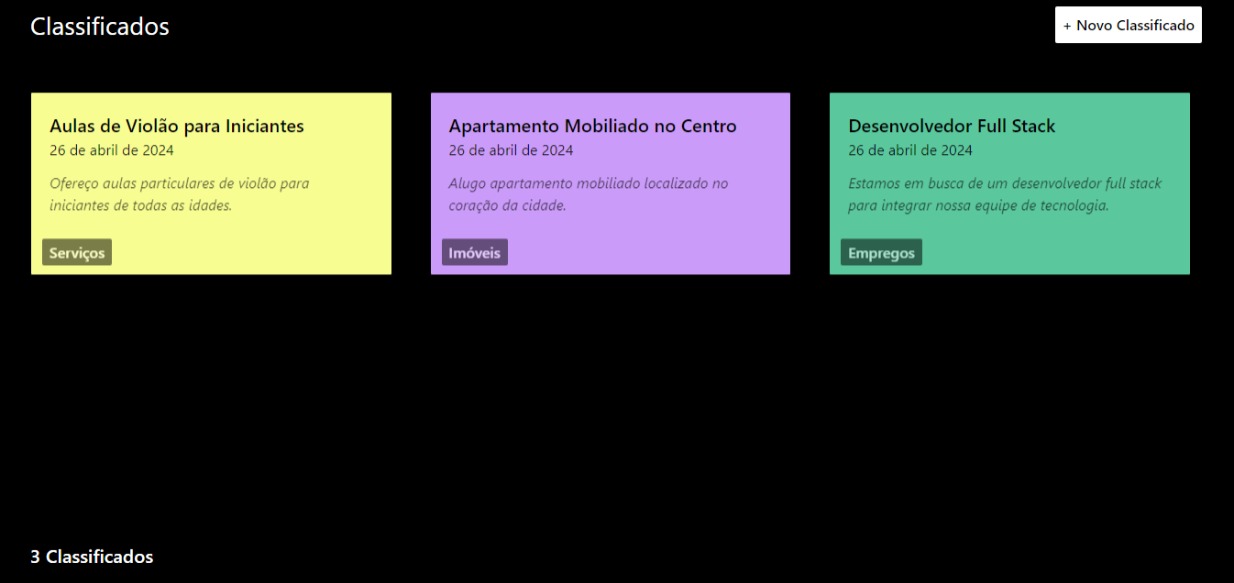 Classificados
+ Novo Classificado
Aulas de Violão para Iniciantes
26 de abril de 2024
Ofereço aulas particulares de violão para
iniciantes de todas as idades.
Serviços
Apartamento Mobiliado no Centro
26 de abril de 2024
Alugo apartamento mobiliado localizado no
coração da cidade.
Imóveis
Desenvolvedor Full Stack
26 de abril de 2024
Estamos em busca de um desenvolvedor full stack
para integrar nossa equipe de tecnologia.
Empregos
3 Classificados